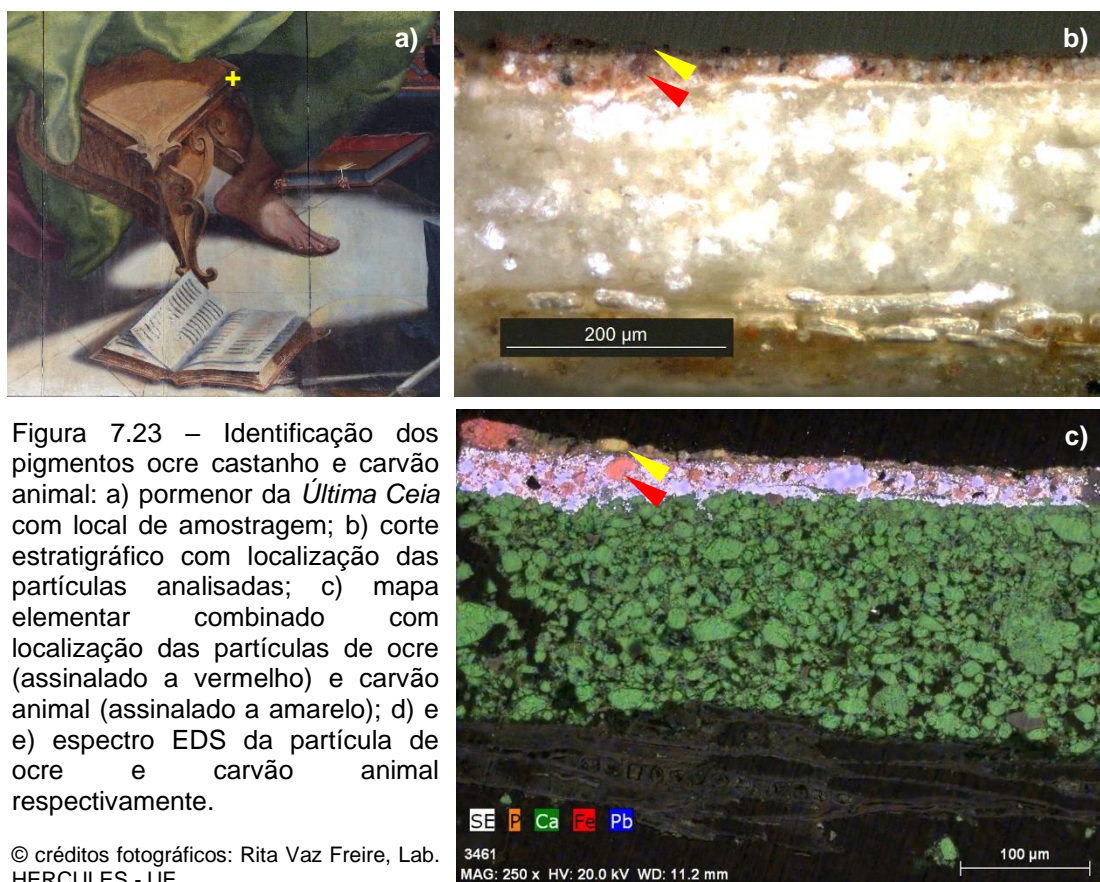 a)
b)
200 µm
Figura 7.23 – Identificação dos
pigmentos ocre castanho e carvão
animal: a) pormenor da Última Ceia
com local de amostragem; b) corte
estratigráfico com localização das
partículas analisadas; c) mapa
elementar combinado com
localização das partículas de ocre
(assinalado a vermelho) e carvão
animal (assinalado a amarelo); d) e
e) espectro EDS da partícula de
ocre e carvão animal
respectivamente.
© créditos fotográficos: Rita Vaz Freire, Lab.
HERCULES - UE
c)
SE P Ca Fe Pb
3461
MAG: 250 x HV: 20.0 kV WD: 11.2 mm
100 µm